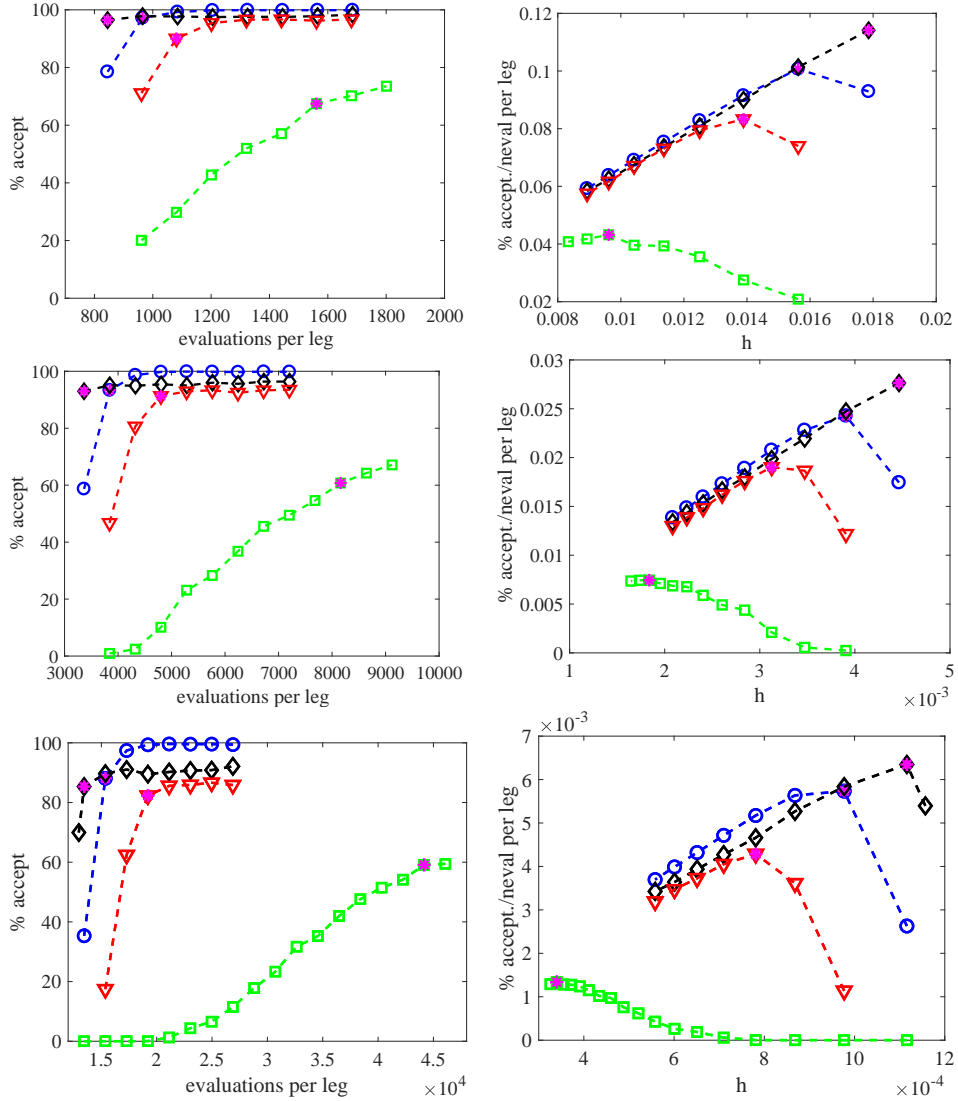 100
80
60
40
20
0
% accept
800 1000 1200 1400 1600 1800 2000
evaluations per leg
0.12
0.1
0.08
0.06
0.04
0.02
% accept./neval per leg
0.008 0.01 0.012 0.014 0.016 0.018 0.02
h
100
80
60
40
20
0
% accept
3000 4000 5000 6000 7000 8000 9000 10000
evaluations per leg
0.03
0.025
0.02
0.015
0.01
0.005
0
% accept./neval per leg
1 2 3 4 5
h
×10⁻³
100
80
60
40
20
0
% accept
1.5 2 2.5 3 3.5 4 4.5
evaluations per leg
×10⁴
×10⁻³
7
6
5
4
3
2
1
0
% accept./neval per leg
4 6 8 10 12
h
×10⁻⁴